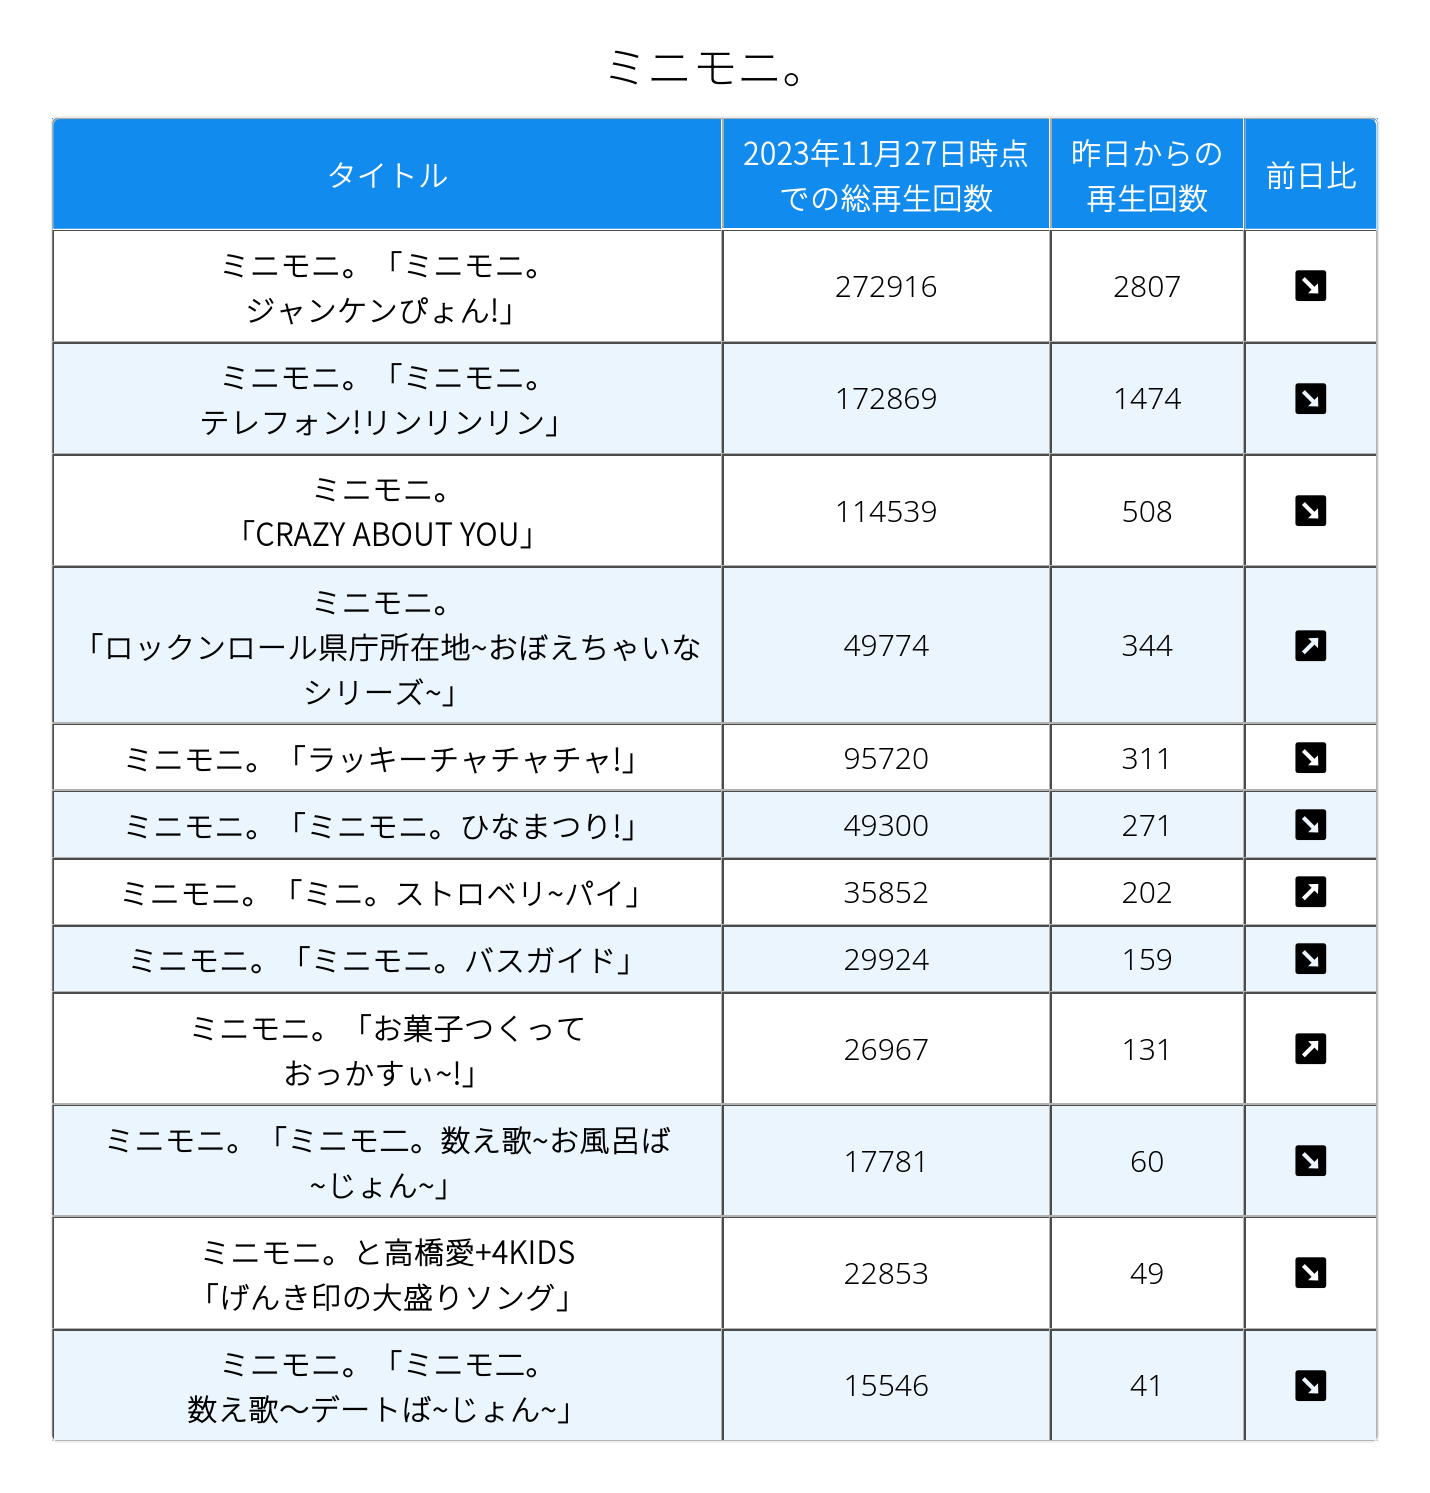 ミニモニ。
タイトル
2023年11月27日時点
での総再生回数
昨日からの
再生回数
前日比
ミニモニ。「ミニモニ。
ジャンケンぴょん!」
272916
2807
ミニモニ。「ミニモニ。
テレフォン!リンリンリン」
172869
1474
ミニモニ。
「CRAZY ABOUT YOU」
114539
508
ミニモニ。
「ロックンロール県庁所在地~おぼえちゃいな
シリーズ~」
49774
344
ミニモニ。「ラッキーチャチャチャ!」
95720
311
ミニモニ。「ミニモニ。ひなまつり!」
49300
271
ミニモニ。「ミニ。ストロベリ~パイ」
35852
202
ミニモニ。「ミニモニ。バスガイド」
29924
159
ミニモニ。「お菓子つくって
おっかすぃ~!」
26967
131
ミニモニ。「ミニモ二。数え歌~お風呂ば
~じょん~」
17781
60
ミニモニ。と高橋愛+4KIDS
「げんき印の大盛りソング」
22853
49
ミニモニ。「ミニモ二。
数え歌〜デートば~じょん~」
15546
41